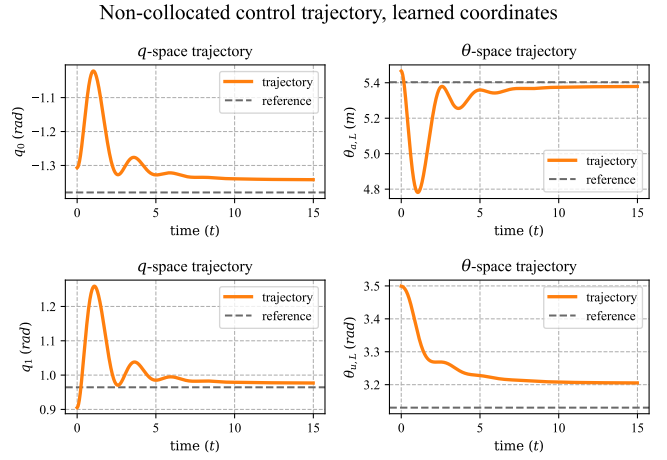 Non-collocated control trajectory, learned coordinates
q-space trajectory
q₀ (rad)
−1.1
−1.2
−1.3
trajectory
reference
0 5 10 15
time (t)
θ-space trajectory
θₐ,L (m)
5.4
5.2
5.0
4.8
trajectory
reference
0 5 10 15
time (t)
q-space trajectory
q₁ (rad)
1.2
1.1
1.0
0.9
trajectory
reference
0 5 10 15
time (t)
θ-space trajectory
θᵤ,L (rad)
3.5
3.4
3.3
3.2
trajectory
reference
0 5 10 15
time (t)